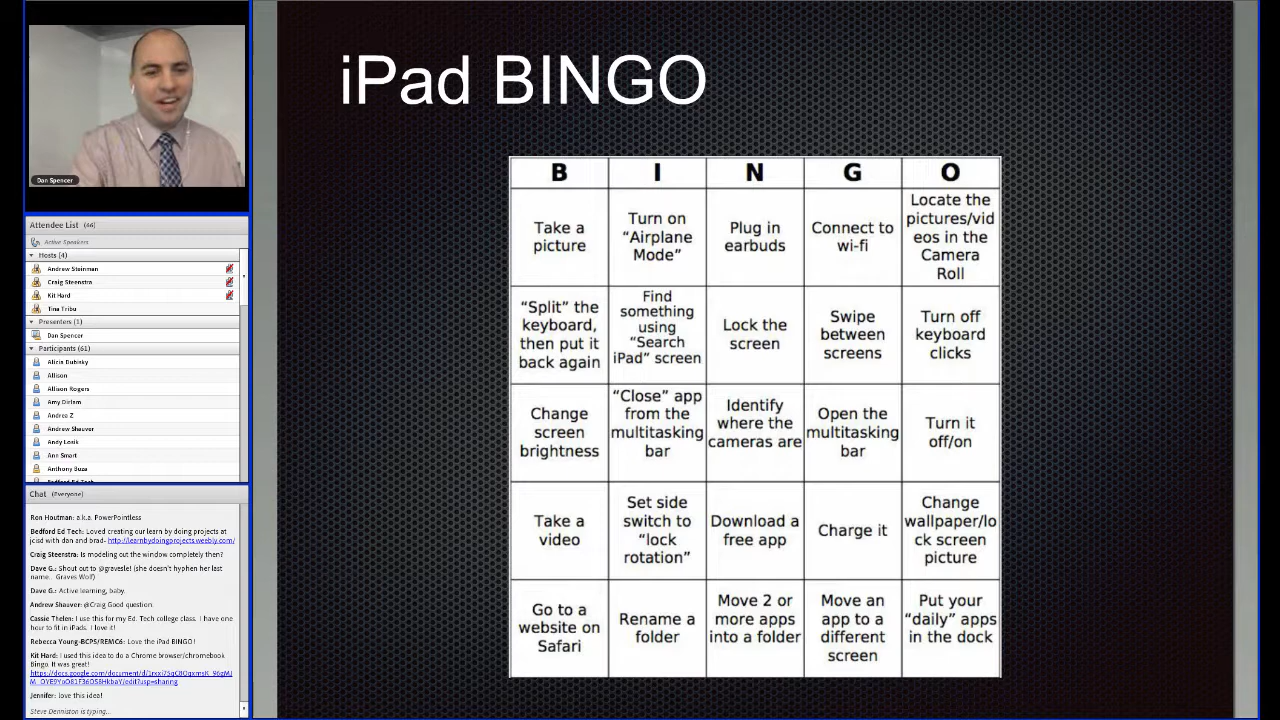 Dan Spencer
Attendee List (66)
Active Speakers
Hosts (4)
Andrew Steinman
Craig Steenstra
Kit Hard
Tina Tribu
Presenters (1)
Dan Spencer
Participants (61)
Alicia Dubisky
Allison
Allison Rogers
Amy Dirlam
Andrea Z
Andrew Shauver
Andy Losik
Ann Smart
Anthony Buza
Bedford Ed Tech
Chat (Everyone)
Ron Houtman: a.k.a. PowerPointless
Bedford Ed Tech: Loved creating our learn by doing projects at
jcisd with dan and brad- http://learnbydoingprojects.weebly.com/
Craig Steenstra: Is modeling out the window completely then?
Dave G.: Shout out to @gravesle! (she doesn't hyphen her last
name.. Graves Wolf)
Dave G.: Active learning, baby.
Andrew Shauver: @Craig Good question.
Cassie Thelen: I use this for my Ed. Tech college class. I have one
hour to fit in iPads. I love it!
Rebecca Young-BCPS/REMC6: Love the iPad BINGO!
Kit Hard: I used this idea to do a Chrome browser/chromebook
Bingo. It was great!
Jennifer: love this idea!
Steve Denniston is typing...
iPad BINGO
B I N G O
Take a
picture
Turn on
“Airplane
Mode”
Plug in
earbuds
Connect to
wi-fi
Locate the
pictures/vid
eos in the
Camera
Roll
“Split” the
keyboard,
then put it
back again
Find
something
using
“Search
iPad” screen
Lock the
screen
Swipe
between
screens
Turn off
keyboard
clicks
Change
screen
brightness
“Close” app
from the
multitasking
bar
Identify
where the
cameras are
Open the
multitasking
bar
Turn it
off/on
Take a
video
Set side
switch to
“lock
rotation”
Download a
free app
Charge it
Change
wallpaper/lo
ck screen
picture
Go to a
website on
Safari
Rename a
folder
Move 2 or
more apps
into a folder
Move an
app to a
different
screen
Put your
“daily” apps
in the dock